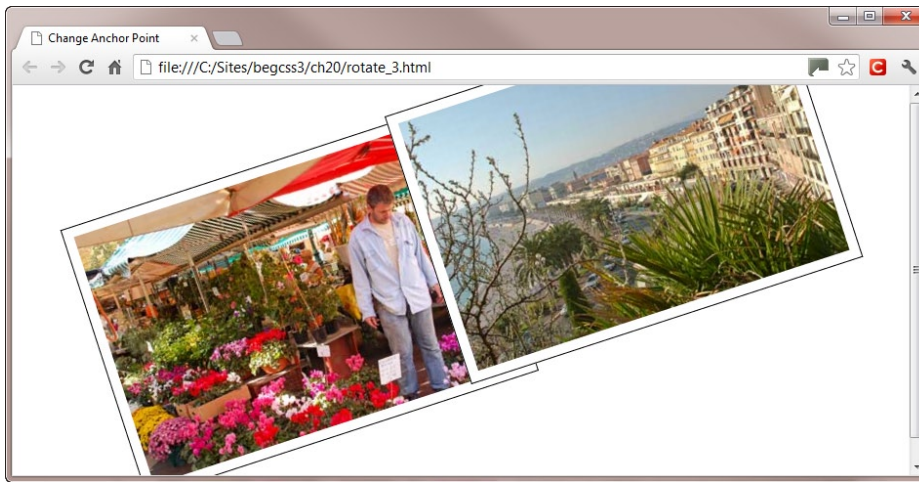 Change Anchor Point
file:///C:/Sites/begcss3/ch20/rotate_3.html